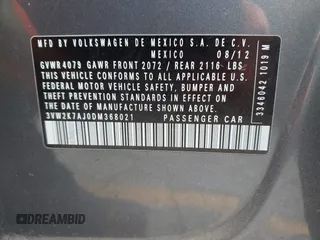 MFD BY VOLKSWAGEN DE MEXICO S.A. DE C.V.
MEXICO 08/12
GVWR 4079 GAWR FRONT 2072 / REAR 2116 LBS
THIS VEHICLE CONFORMS TO ALL APPLICABLE U.S.
FEDERAL MOTOR VEHICLE SAFETY, BUMPER, AND
THEFT PREVENTION STANDARDS IN EFFECT ON THE
DATE OF MANUFACTURE SHOWN ABOVE.
3VW2K7AJ0DM368021 PASSENGER CAR
3346042 1019 M
DREAMBID